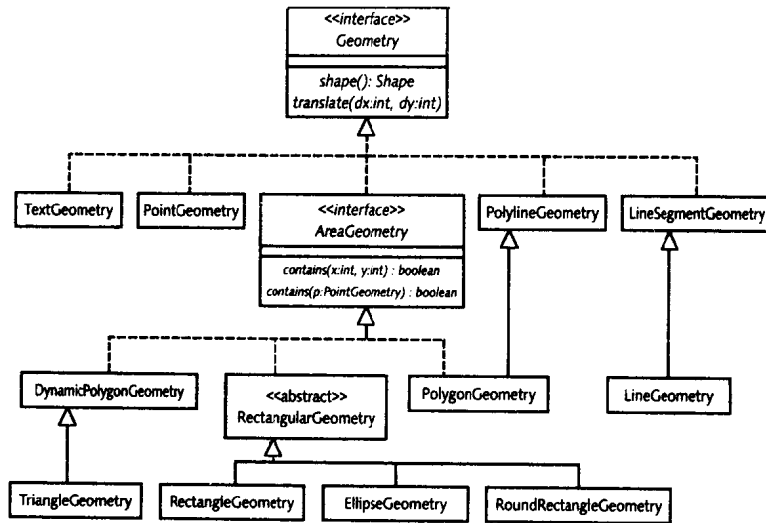 <<interface>>
Geometry
shape(): Shape
translate(dx:int, dy:int)
TextGeometry
PointGeometry
<<interface>>
AreaGeometry
contains(x:int, y:int) : boolean
contains(p:PointGeometry) : boolean
PolylineGeometry
LineSegmentGeometry
DynamicPolygonGeometry
<<abstract>>
RectangularGeometry
PolygonGeometry
LineGeometry
TriangleGeometry
RectangleGeometry
EllipseGeometry
RoundRectangleGeometry